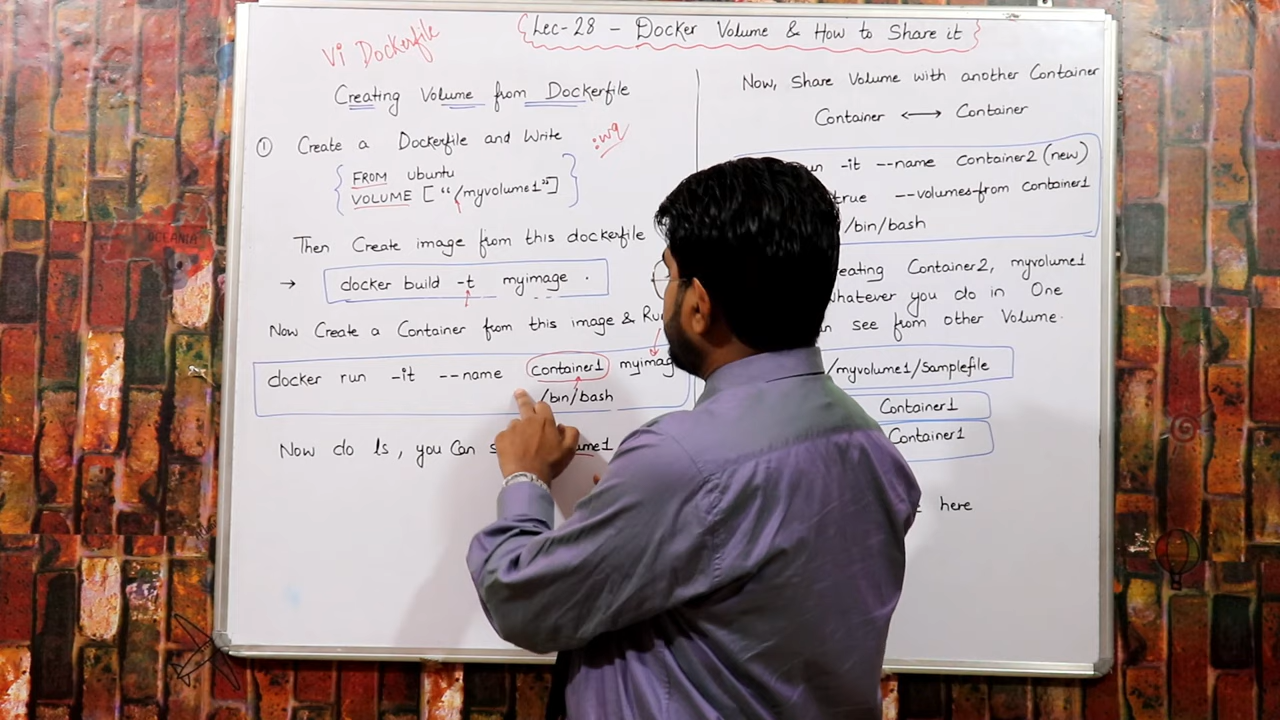 Lec-28 - Docker Volume & How to Share it
Vi Dockerfile
Creating Volume from Dockerfile
① Create a Dockerfile and Write :wq
FROM ubuntu
VOLUME ["/myvolume1"]
Then Create image from this dockerfile
→ docker build -t myimage .
Now Create a Container from this image & Ru
docker run -it --name container1 myimag
/bin/bash
Now do ls, you can s ume1
Now, Share Volume with another Container
Container ⟷ Container
un -it --name container2 (new)
true --volumes-from container1
/bin/bash
eating Container2, myvolume1
Whatever you do in One
n see from other Volume.
/myvolume1/samplefile
Container1
Container1
here
OCEANIA